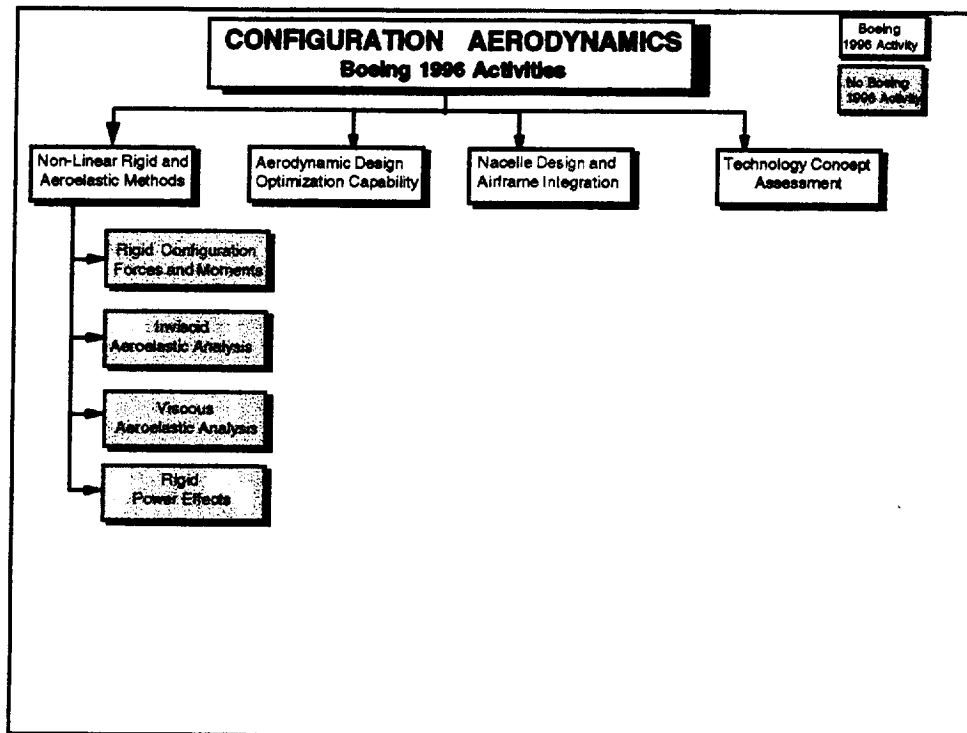 CONFIGURATION AERODYNAMICS
Boeing 1996 Activities
Boeing
1996 Activity
No Boeing
1996 Activity
Non-Linear Rigid and
Aeroelastic Methods
Aerodynamic Design
Optimization Capability
Nacelle Design and
Airframe Integration
Technology Concept
Assessment
Rigid Configuration
Forces and Moments
Inviscid
Aeroelastic Analysis
Viscous
Aeroelastic Analysis
Rigid
Power Effects